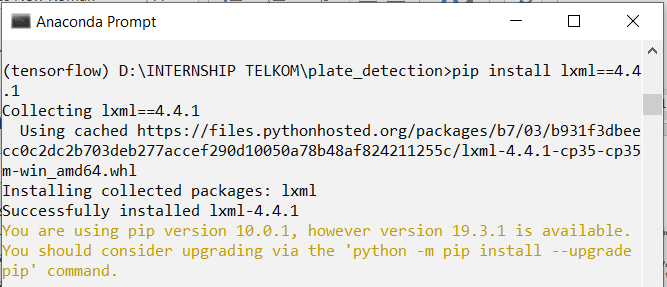 Anaconda Prompt
(tensorflow) D:\INTERNSHIP TELKOM\plate_detection>pip install lxml==4.4
.1
Collecting lxml==4.4.1
  Using cached https://files.pythonhosted.org/packages/b7/03/b931f3dbee
cc0c2dc2b703deb277accef290d10050a78b48af824211255c/lxml-4.4.1-cp35-cp35
m-win_amd64.whl
Installing collected packages: lxml
Successfully installed lxml-4.4.1
You are using pip version 10.0.1, however version 19.3.1 is available.
You should consider upgrading via the 'python -m pip install --upgrade
pip' command.